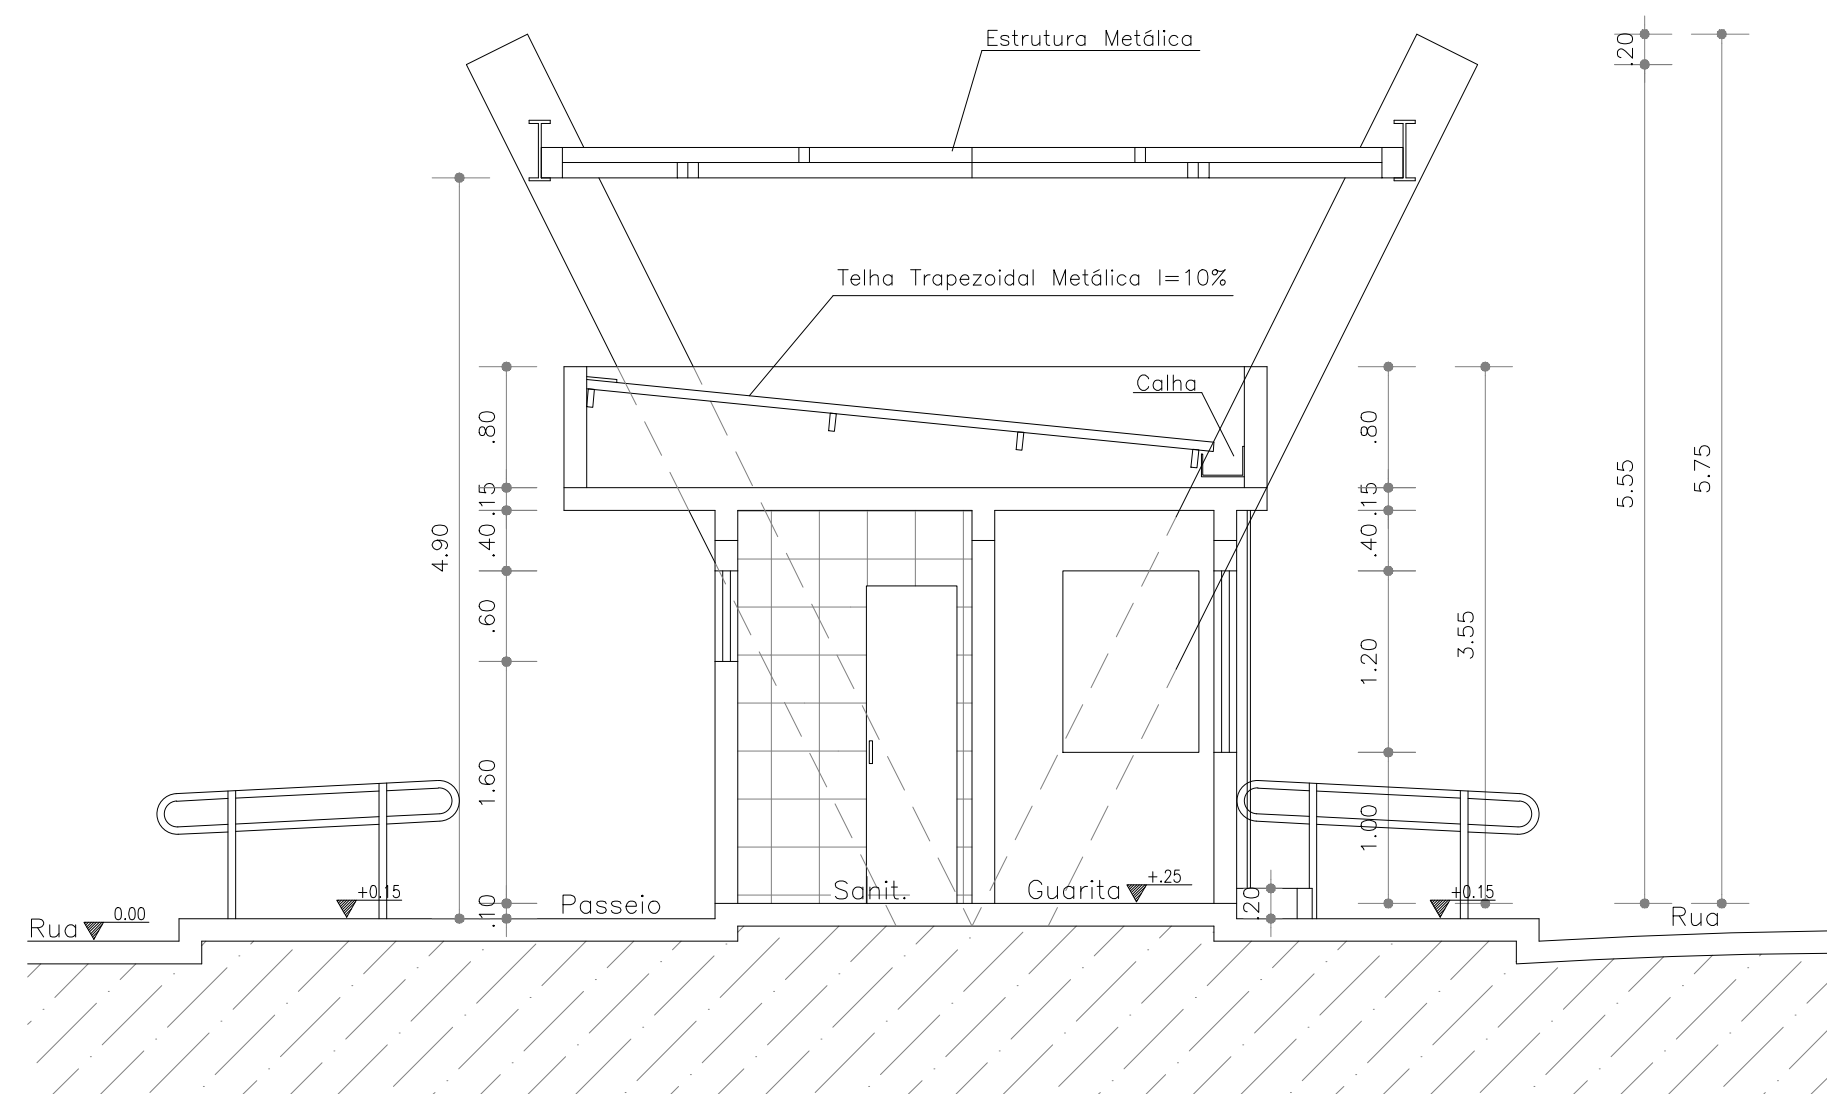 Estrutura Metálica
.20
Telha Trapezoidal Metálica I=10%
Calha
.80
.15
.40
.60
1.60
.10
4.90
.80
.15
.40
1.20
1.00
3.55
5.55
5.75
.20
Rua
0.00
+0.15
Passeio
Sanit.
Guarita
+.25
+0.15
Rua